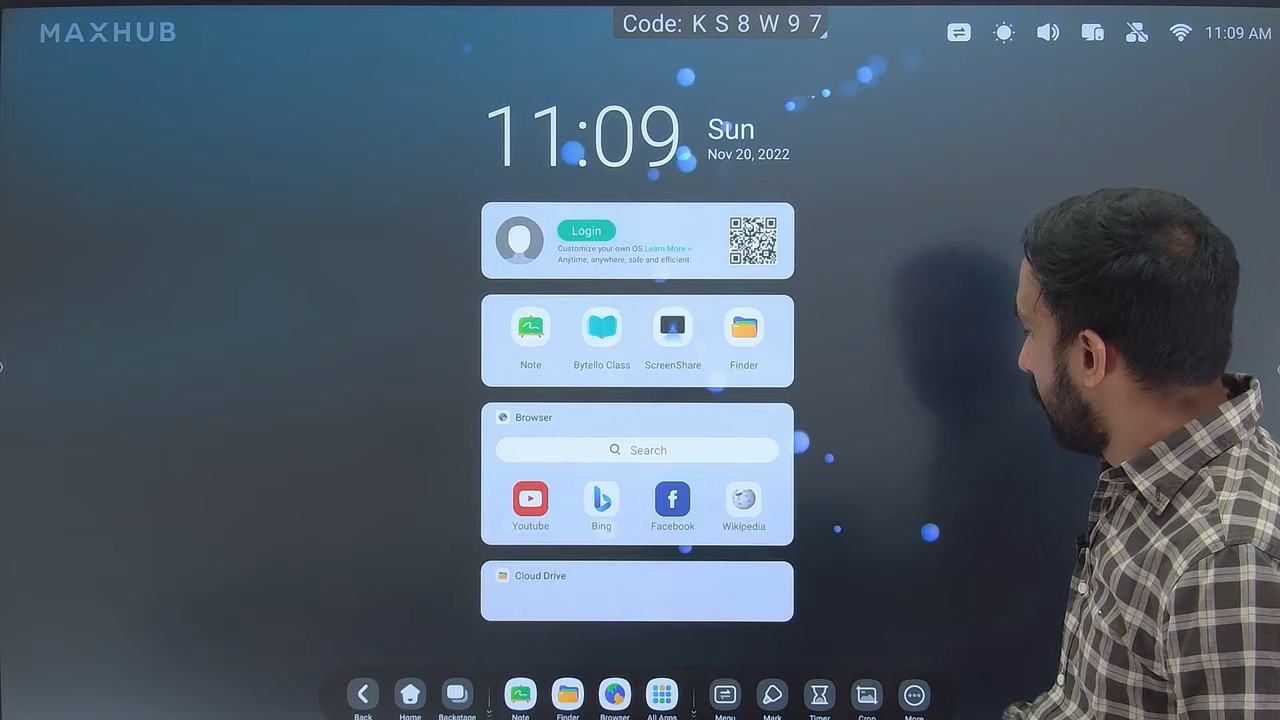 MAXHUB
Code: K S 8 W 9 7
11:09 AM
11:09
Sun
Nov 20, 2022
Login
Customize your own OS Learn More >
Anytime, anywhere, safe and efficient.
Note Bytello Class ScreenShare Finder
Browser
Search
Youtube Bing Facebook Wikipedia
Cloud Drive
Back Home Backstage Note Finder Browser All Apps Menu Mark Timer Crop More